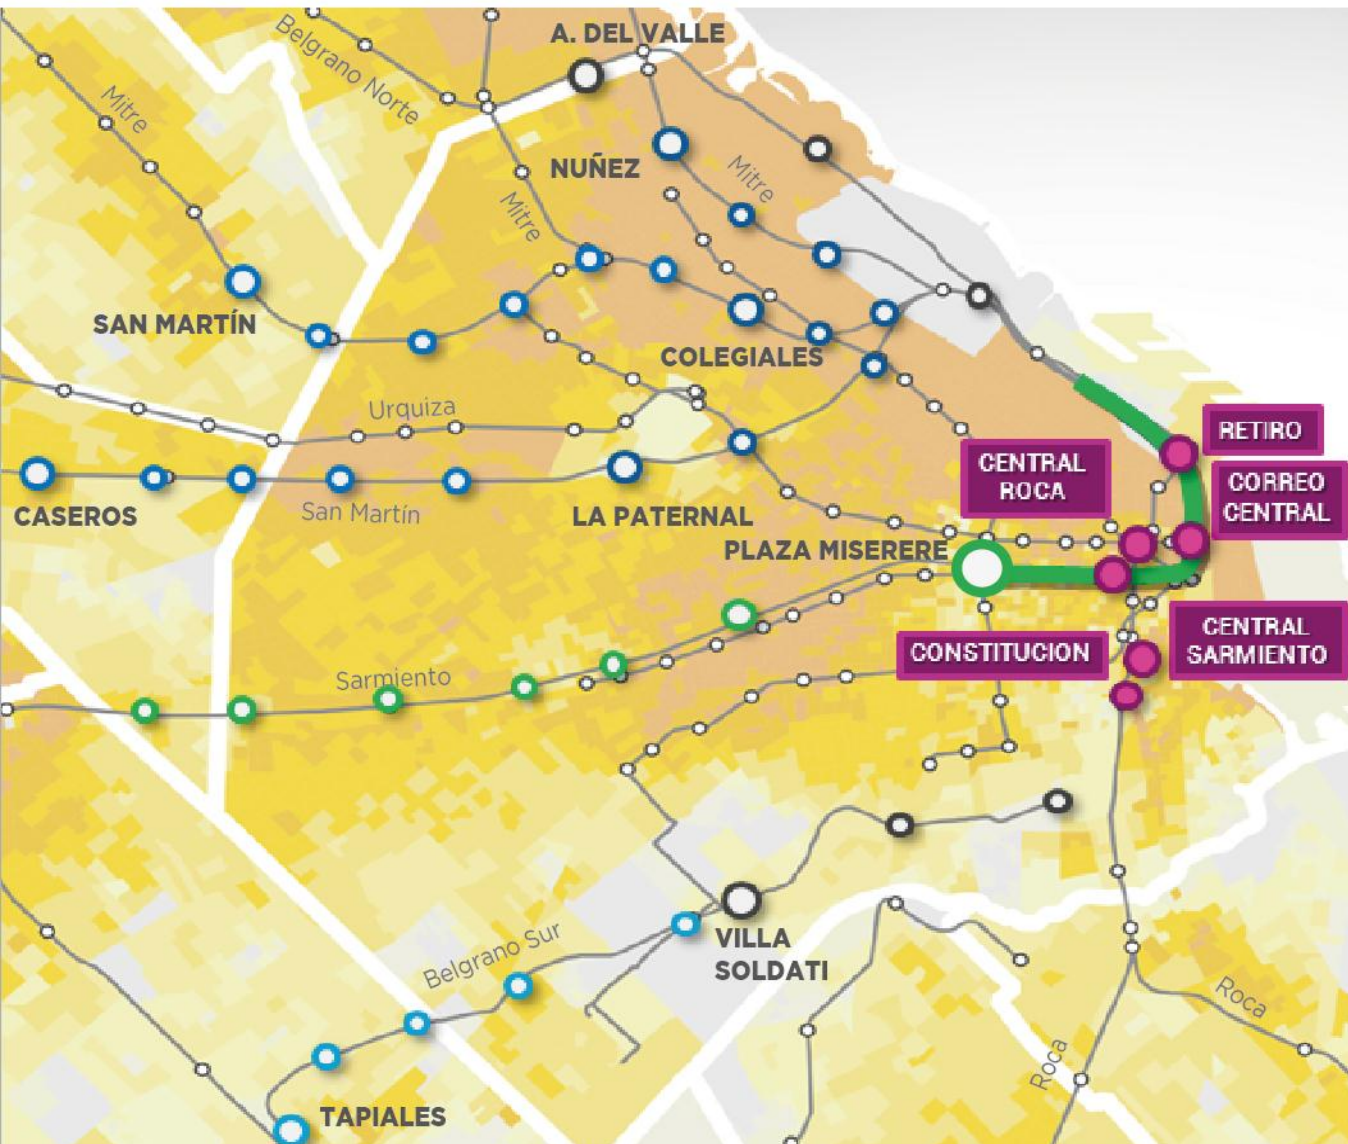 A. DEL VALLE
Belgrano Norte
Mitre
NUÑEZ
Mitre
Mitre
SAN MARTÍN
COLEGIALES
Urquiza
RETIRO
CENTRAL
ROCA
CORREO
CENTRAL
CASEROS
San Martín
LA PATERNAL
PLAZA MISERERE
CONSTITUCION
CENTRAL
SARMIENTO
Sarmiento
Belgrano Sur
VILLA
SOLDATI
Roca
Roca
TAPIALES